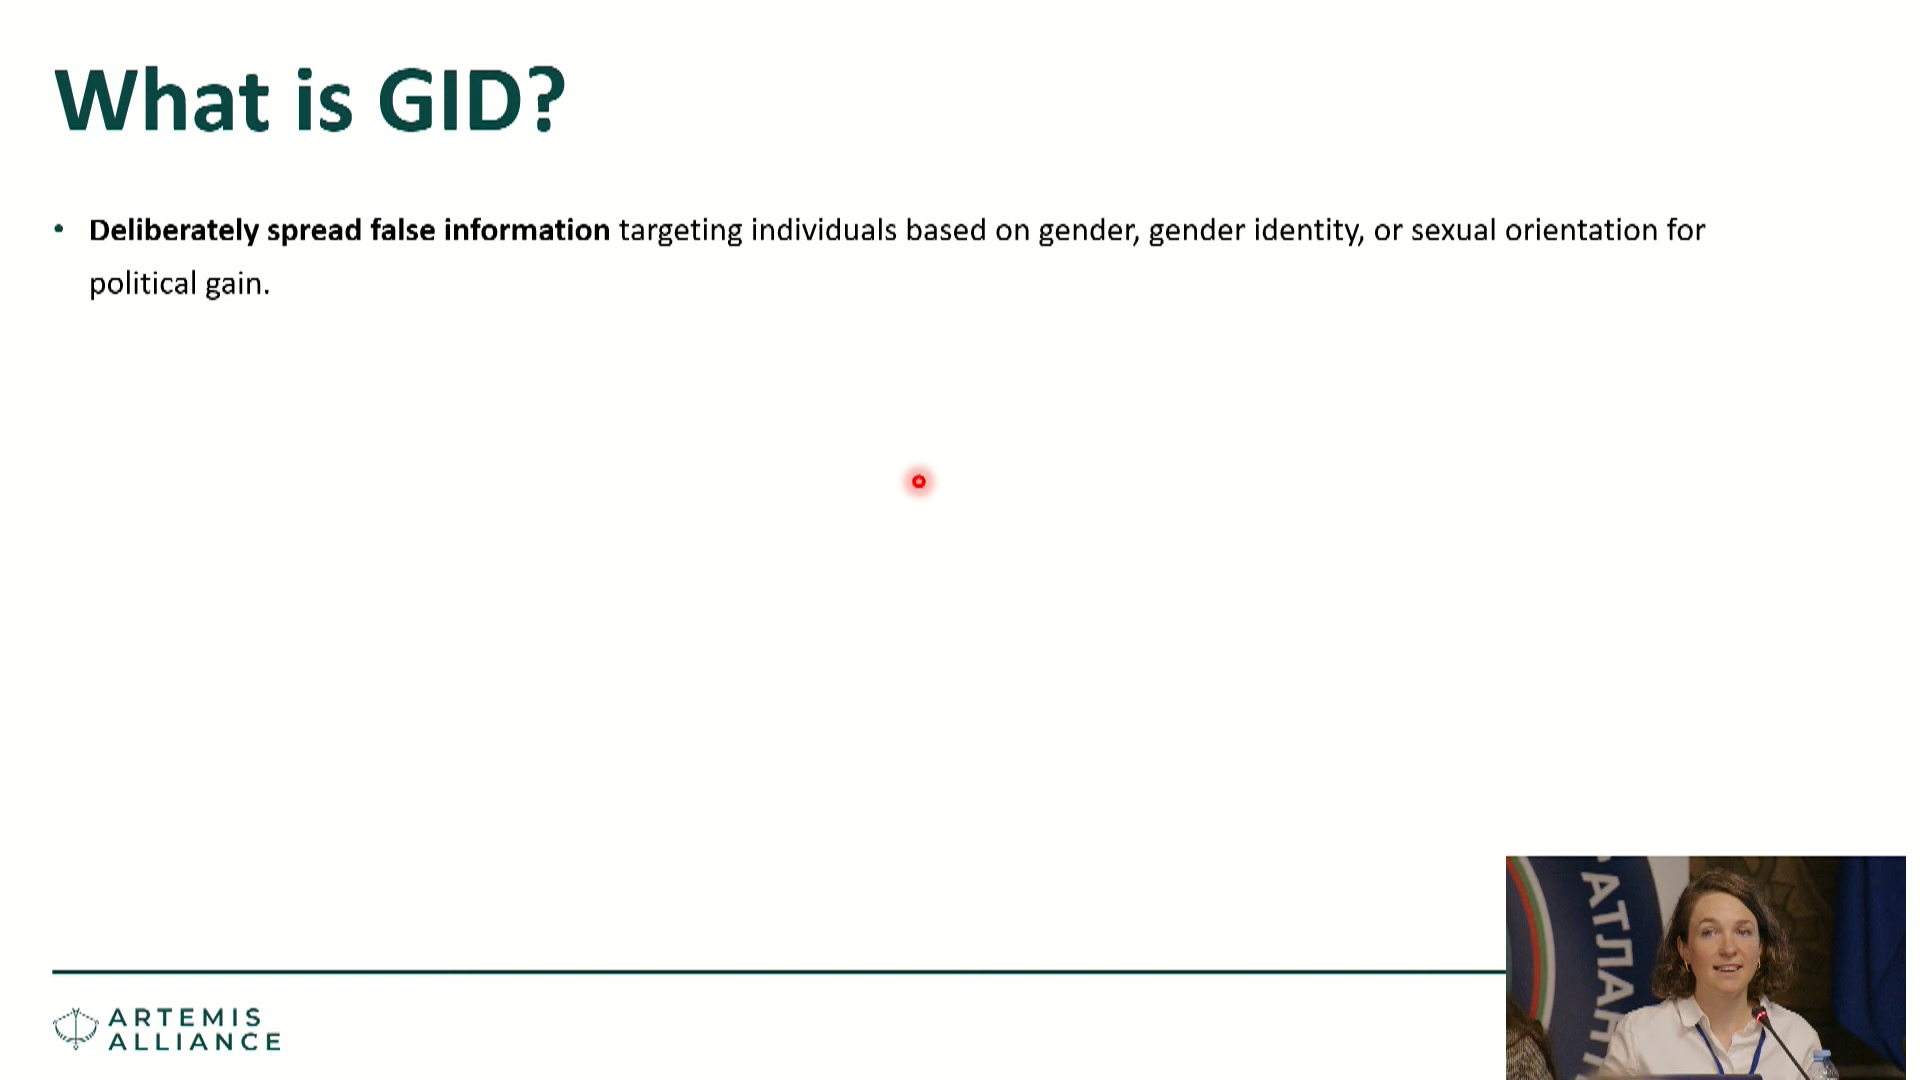 What is GID?
• Deliberately spread false information targeting individuals based on gender, gender identity, or sexual orientation for
political gain.
ARTEMIS
ALLIANCE
АТЛАН